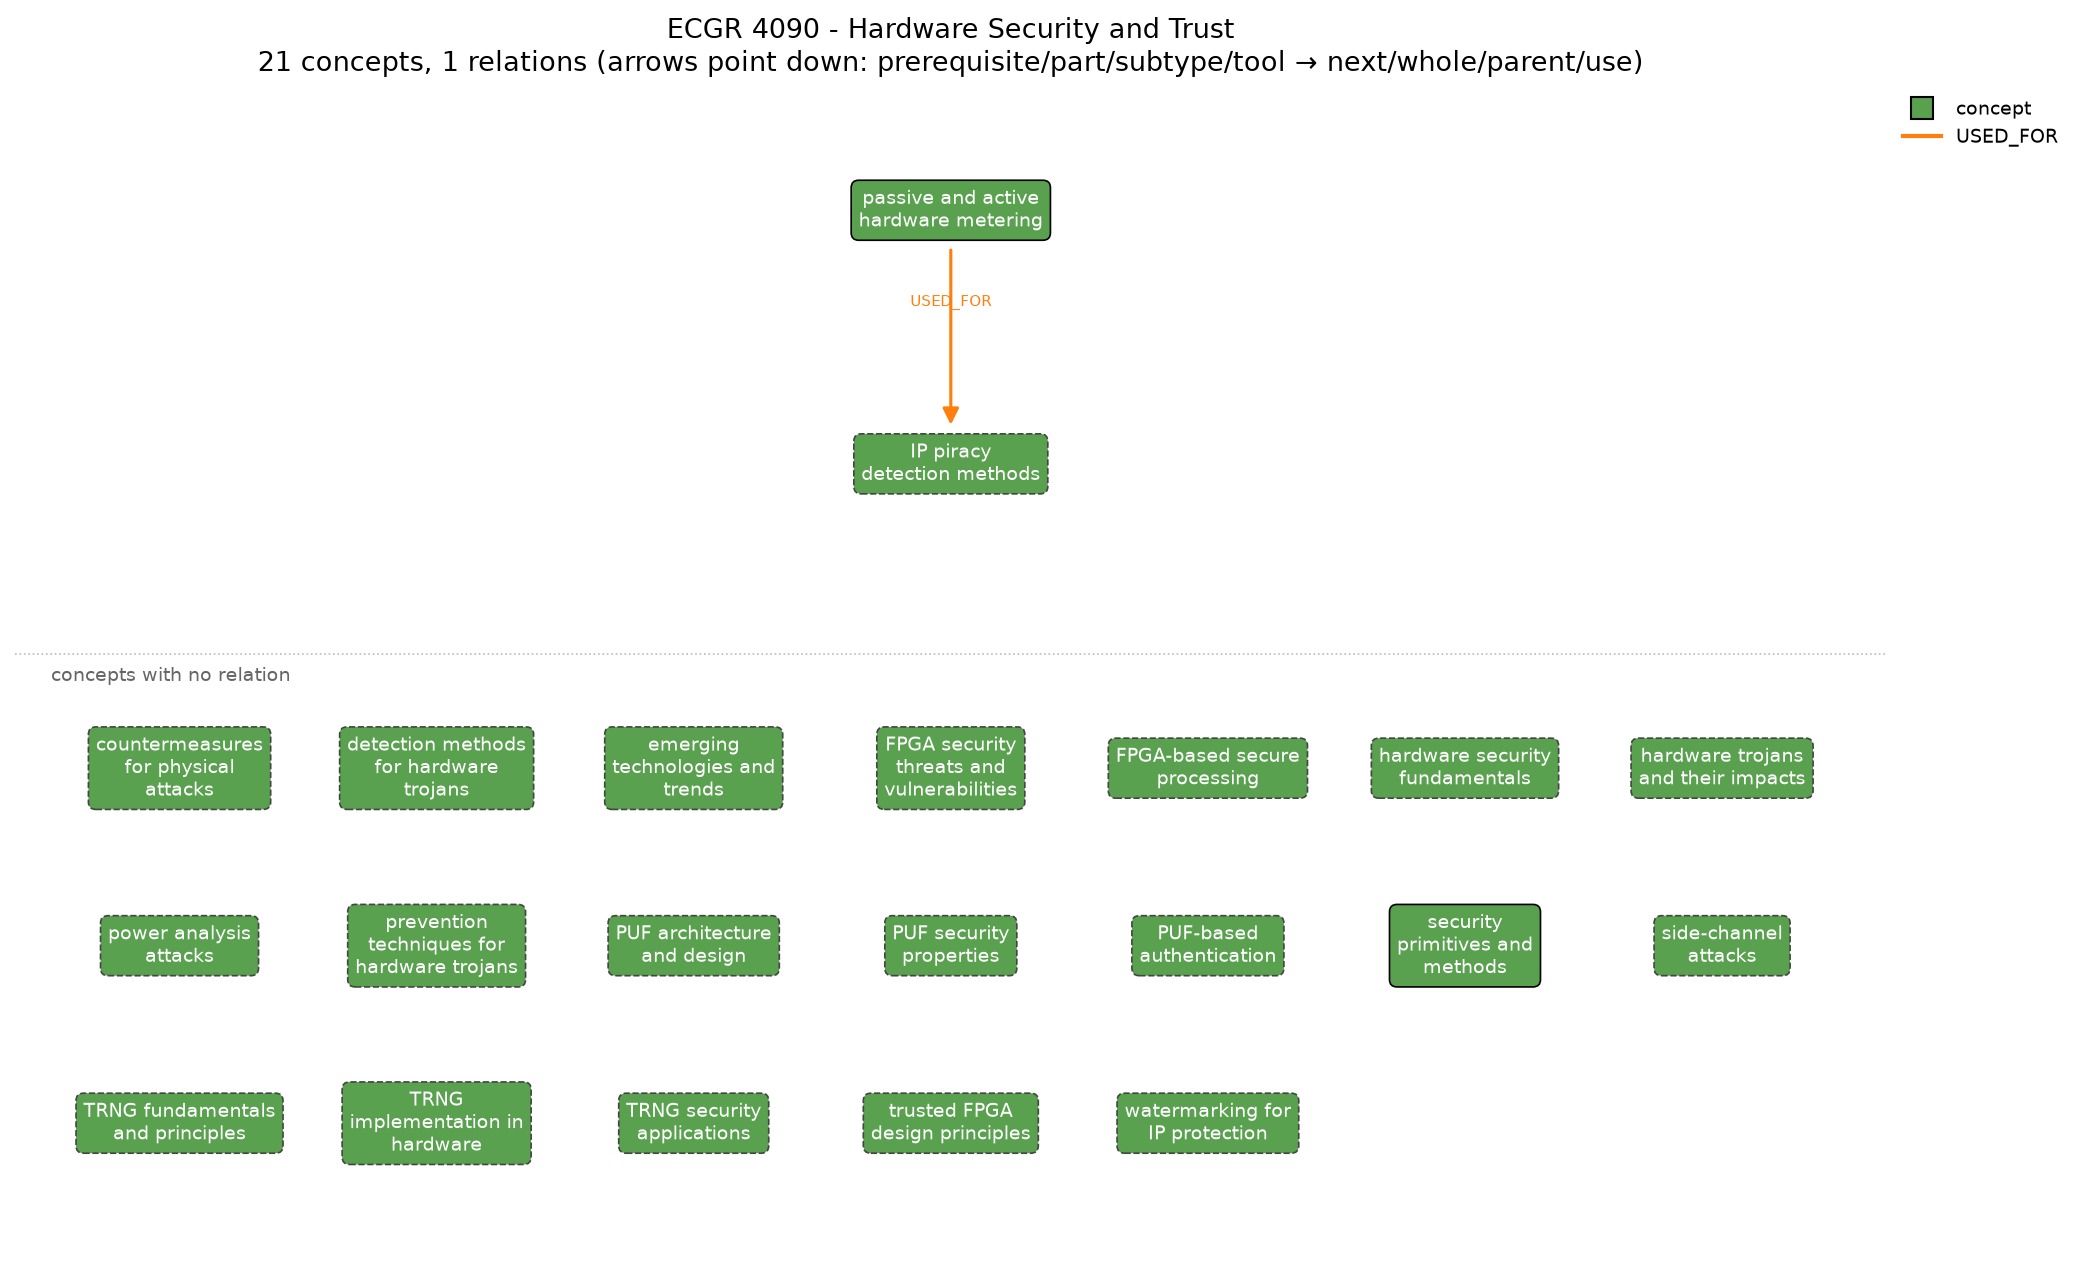 ECGR 4090 - Hardware Security and Trust
21 concepts, 1 relations (arrows point down: prerequisite/part/subtype/tool → next/whole/parent/use)
concept
USED_FOR
passive and active
hardware metering
USED_FOR
IP piracy
detection methods
concepts with no relation
countermeasures
for physical
attacks
detection methods
for hardware
trojans
emerging
technologies and
trends
FPGA security
threats and
vulnerabilities
FPGA-based secure
processing
hardware security
fundamentals
hardware trojans
and their impacts
power analysis
attacks
prevention
techniques for
hardware trojans
PUF architecture
and design
PUF security
properties
PUF-based
authentication
security
primitives and
methods
side-channel
attacks
TRNG fundamentals
and principles
TRNG
implementation in
hardware
TRNG security
applications
trusted FPGA
design principles
watermarking for
IP protection